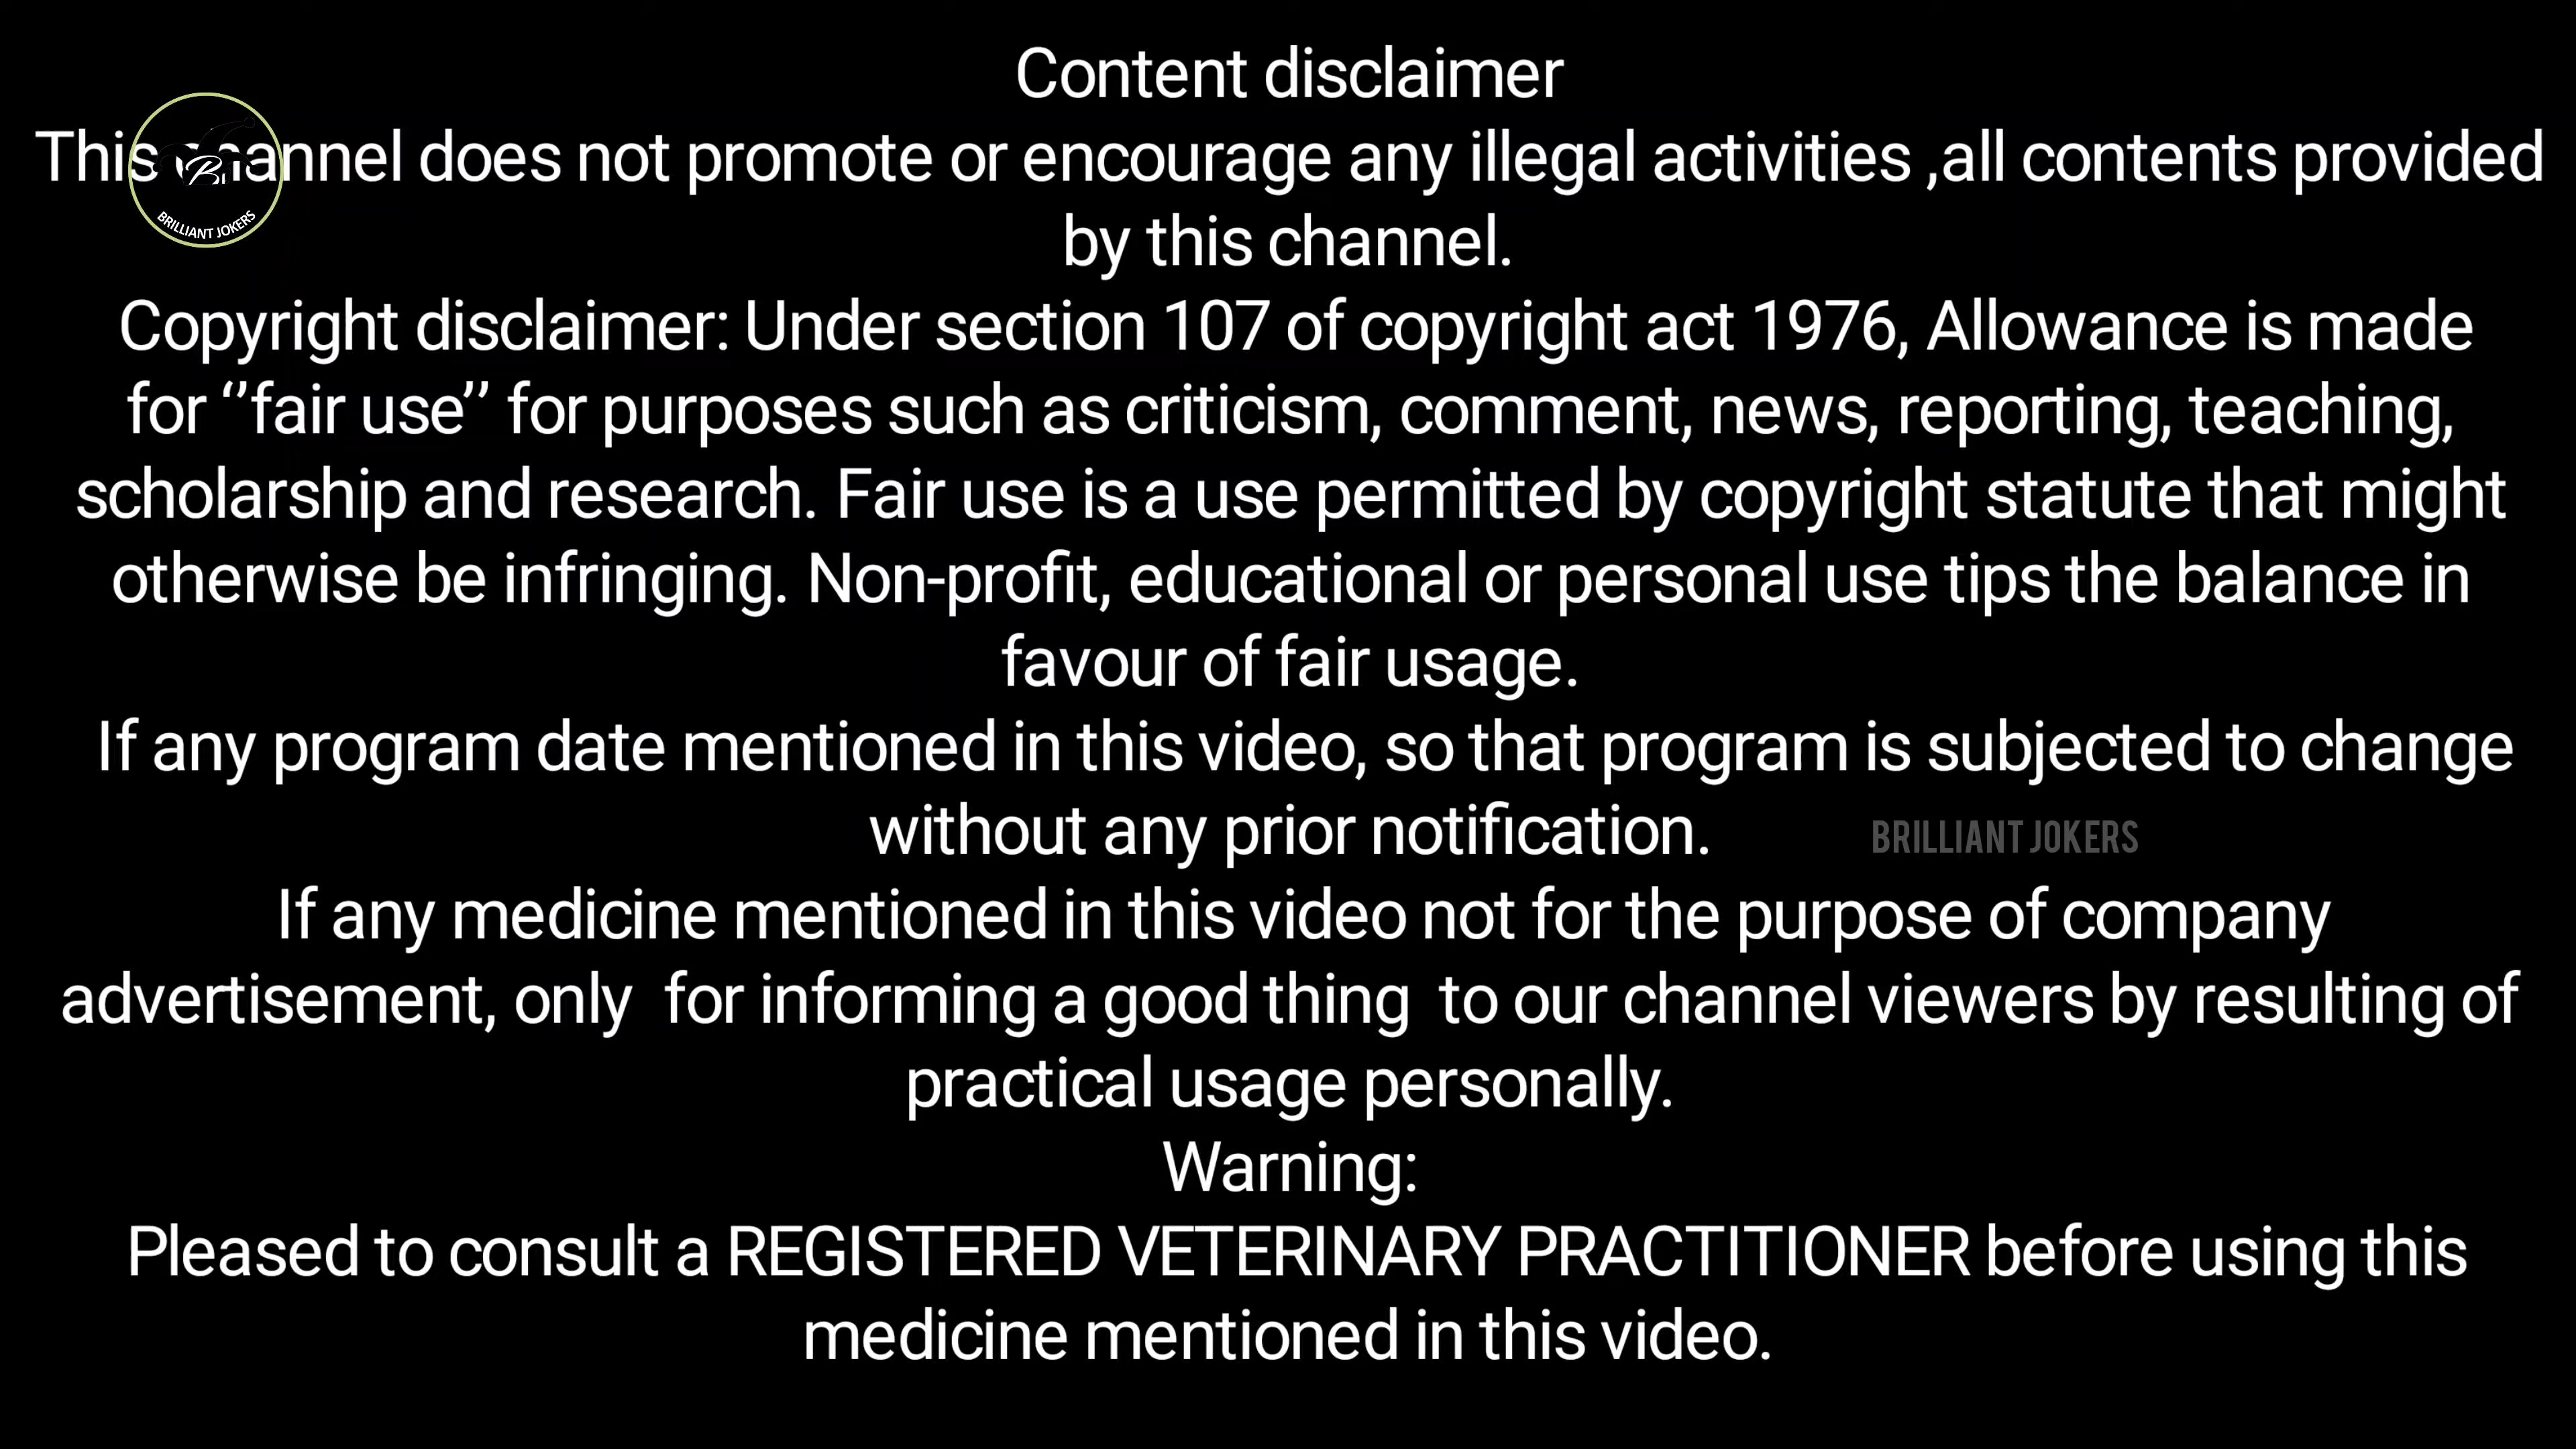 Content disclaimer
This channel does not promote or encourage any illegal activities ,all contents provided
by this channel.
BRILLIANT JOKERS
Copyright disclaimer: Under section 107 of copyright act 1976, Allowance is made
for ‘’fair use’’ for purposes such as criticism, comment, news, reporting, teaching,
scholarship and research. Fair use is a use permitted by copyright statute that might
otherwise be infringing. Non-profit, educational or personal use tips the balance in
favour of fair usage.
If any program date mentioned in this video, so that program is subjected to change
without any prior notification.
BRILLIANT JOKERS
If any medicine mentioned in this video not for the purpose of company
advertisement, only for informing a good thing to our channel viewers by resulting of
practical usage personally.
Warning:
Pleased to consult a REGISTERED VETERINARY PRACTITIONER before using this
medicine mentioned in this video.